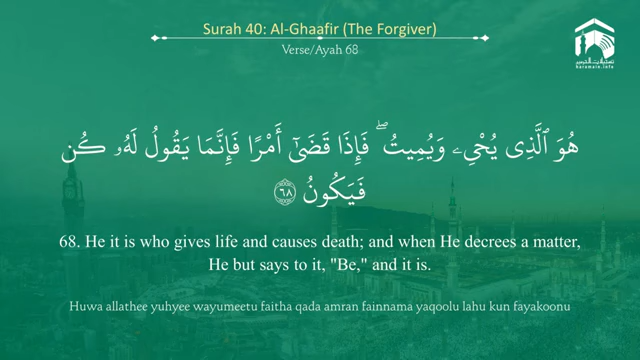 Surah 40: Al-Ghaafir (The Forgiver)
Verse/Ayah 68
haramain.info
هُوَ ٱلَّذِى يُحْىِۦ وَيُمِيتُ ۖ فَإِذَا قَضَىٰٓ أَمْرًا فَإِنَّمَا يَقُولُ لَهُۥ كُن
فَيَكُونُ ٦٨
68. He it is who gives life and causes death; and when He decrees a matter,
He but says to it, "Be," and it is.
Huwa allathee yuhyee wayumeetu faitha qada amran fainnama yaqoolu lahu kun fayakoonu